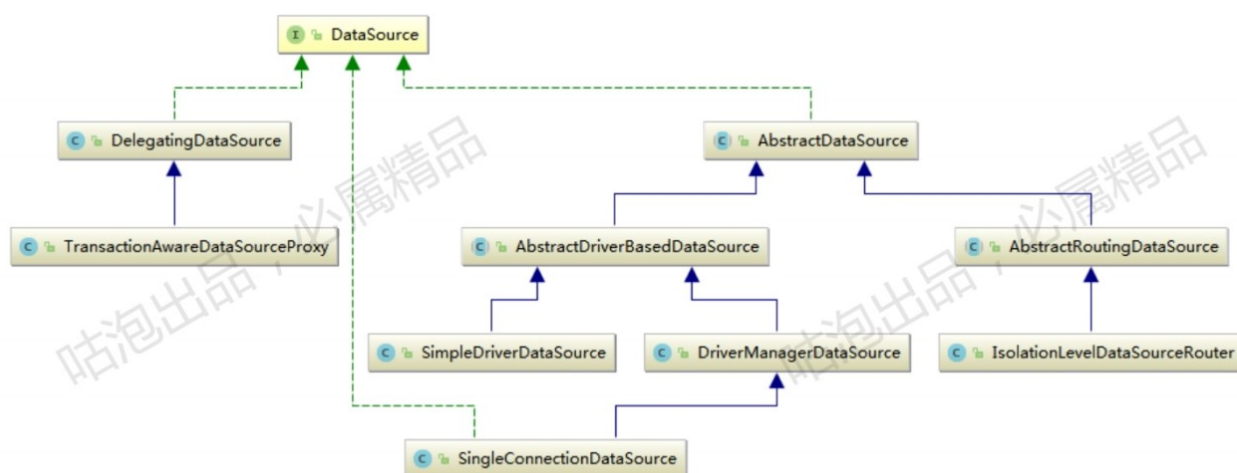 I DataSource
C DelegatingDataSource
C AbstractDataSource
C TransactionAwareDataSourceProxy
C AbstractDriverBasedDataSource
C AbstractRoutingDataSource
C SimpleDriverDataSource
C DriverManagerDataSource
C IsolationLevelDataSourceRouter
C SingleConnectionDataSource
咕泡出品，必属精品
咕泡出品，必属精品